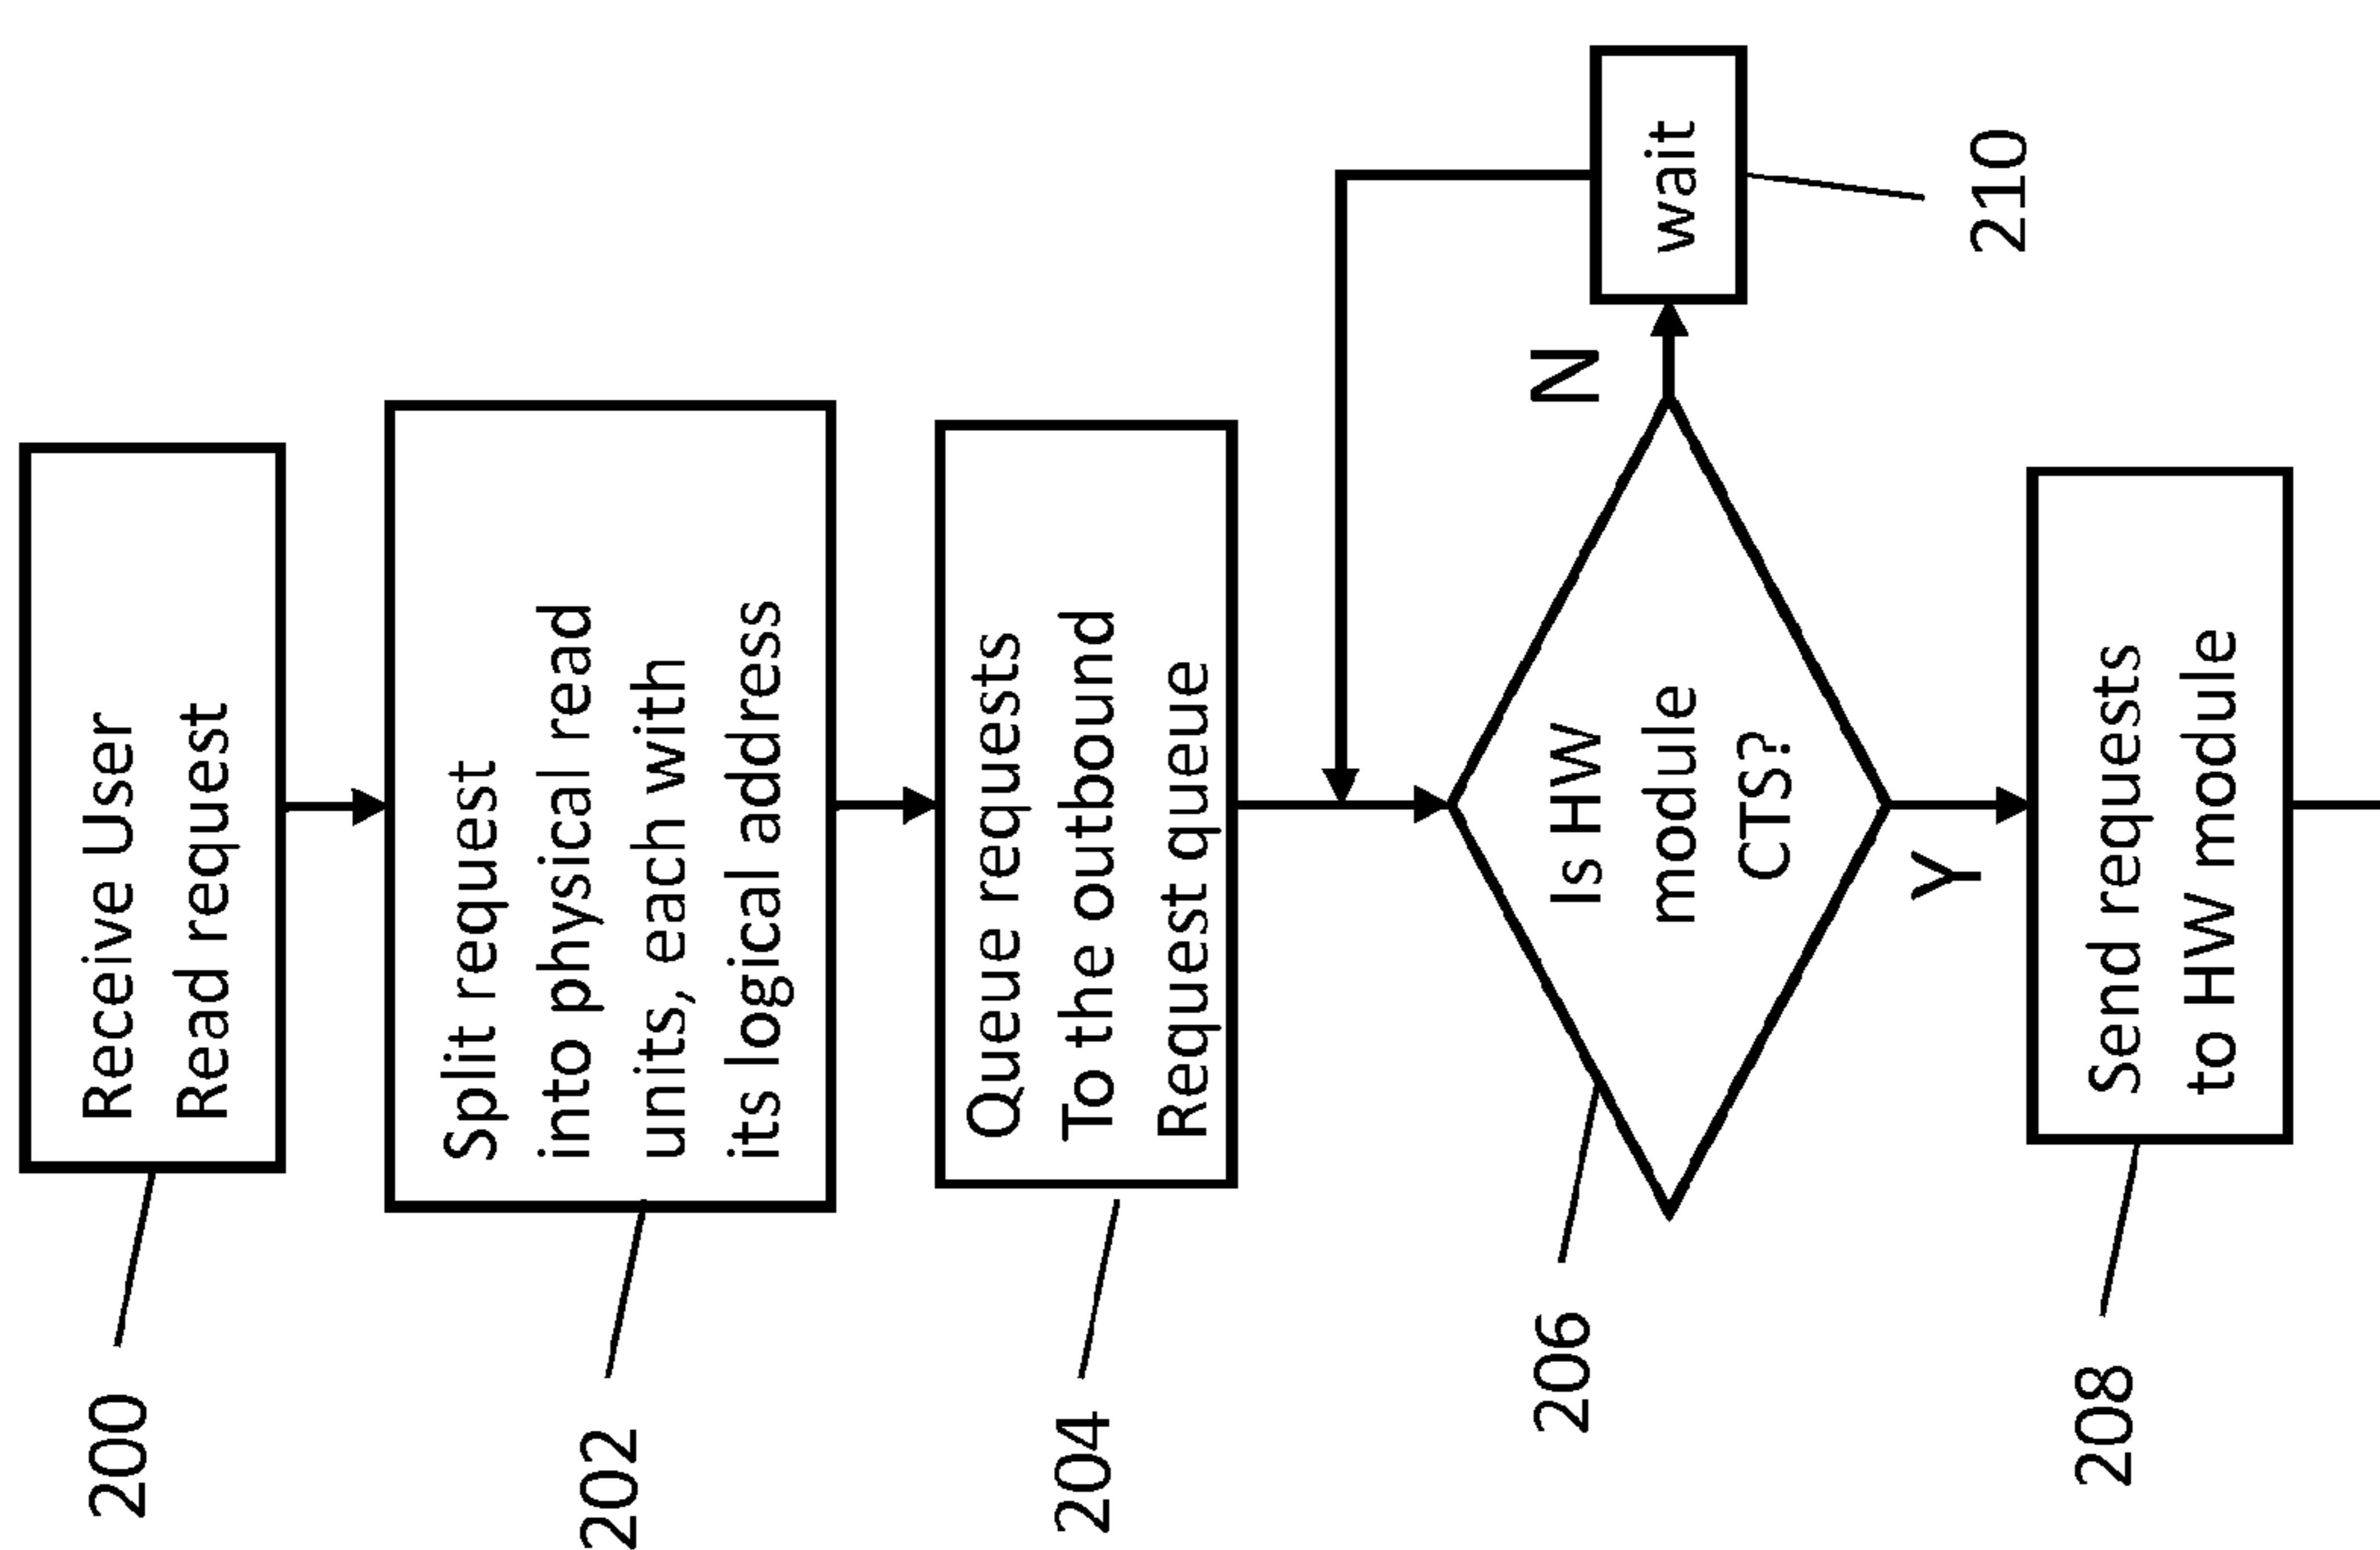 200
Receive User
Read request
202
Split request
into physical read
units, each with
its logical address
204
Queue requests
To the outbound
Request queue
206
Is HW
module
CTS?
N
wait
210
Y
208
Send requests
to HW module